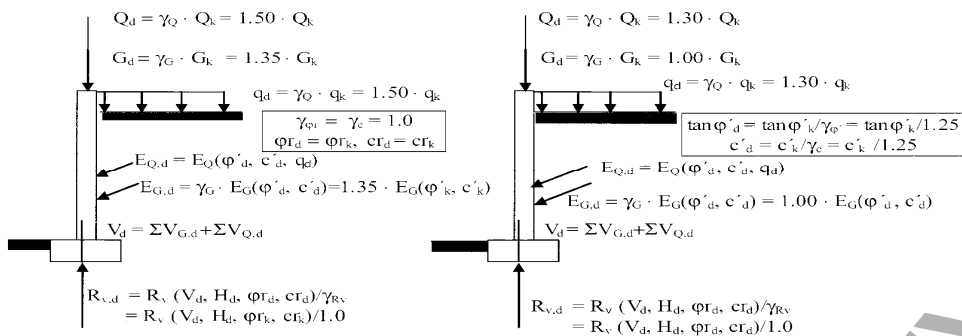 Q_d = γ_Q · Q_k = 1.50 · Q_k
G_d = γ_G · G_k = 1.35 · G_k
q_d = γ_Q · q_k = 1.50 · q_k
γ_φr = γ_c = 1.0
φr_d = φr_k, cr_d = cr_k
E_Q,d = E_Q(φ´_d, c´_d, q_d)
E_G,d = γ_G · E_G(φ´_d, c´_d)=1.35 · E_G(φ´_k, c´_k)
V_d = ΣV_G,d+ΣV_Q,d
R_v,d = R_v (V_d, H_d, φr_d, cr_d)/γ_Rv
= R_v (V_d, H_d, φr_k, cr_k)/1.0
Q_d = γ_Q · Q_k = 1.30 · Q_k
G_d = γ_G · G_k = 1.00 · G_k
q_d = γ_Q · q_k = 1.30 · q_k
tanφ´_d = tanφ´_k/γ_φ´ = tanφ´_k/1.25
c´_d = c´_k/γ_c = c´_k /1.25
E_Q,d = E_Q(φ´_d, c´_d, q_d)
E_G,d = γ_G · E_G(φ´_d, c´_d) = 1.00 · E_G(φ´_d, c´_d)
V_d = ΣV_G,d+ΣV_Q,d
R_v,d = R_v (V_d, H_d, φr_d, cr_d)/γ_Rv
= R_v (V_d, H_d, φr_d, cr_d)/1.0